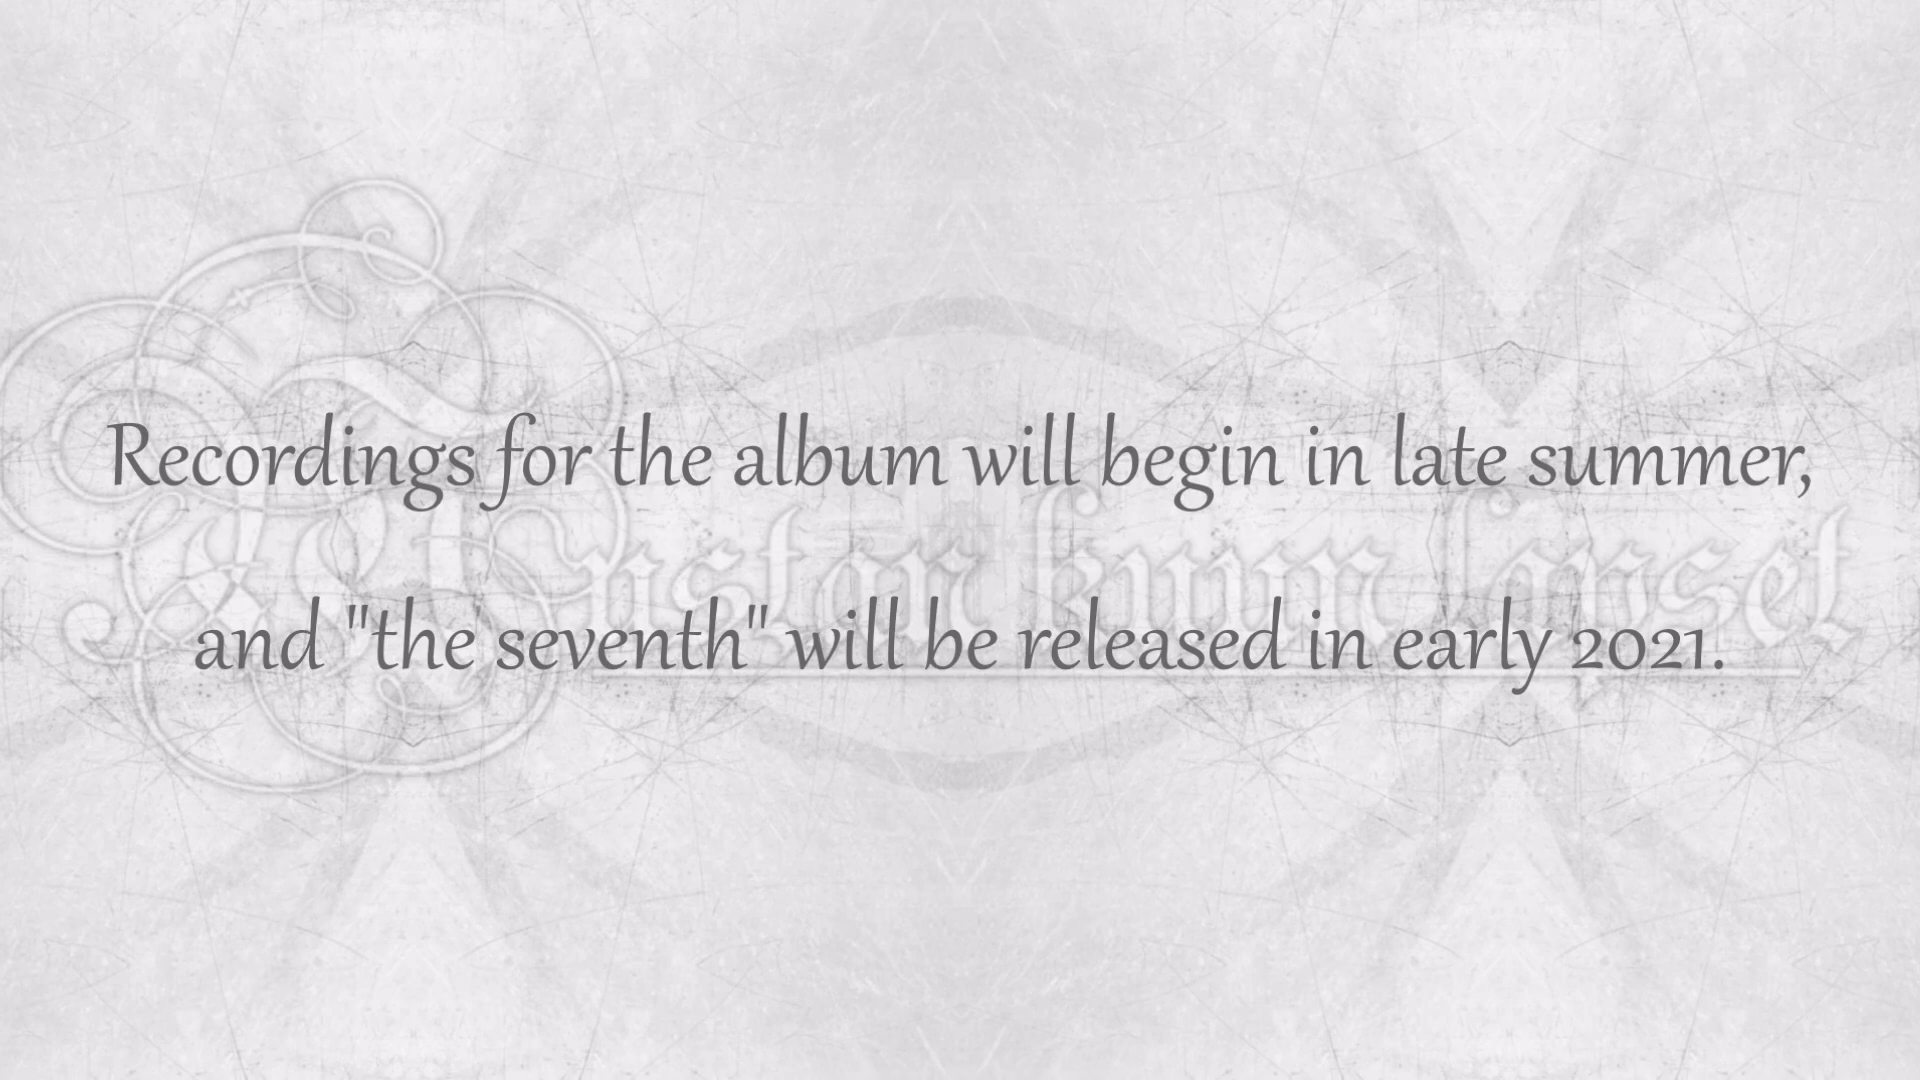 Recordings for the album will begin in late summer,
and "the seventh" will be released in early 2021.